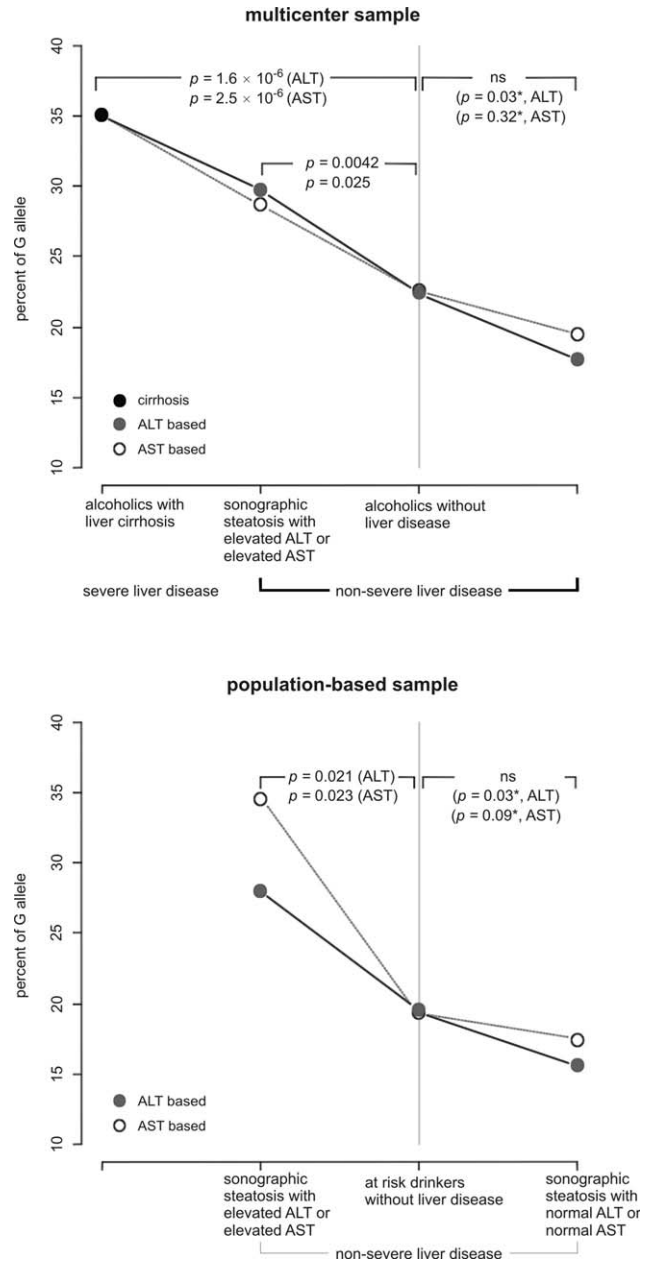 multicenter sample
40
35
30
25
20
15
10
percent of G allele
p = 1.6 × 10⁻⁶ (ALT)
p = 2.5 × 10⁻⁶ (AST)
ns
(p = 0.03*, ALT)
(p = 0.32*, AST)
p = 0.0042
p = 0.025
cirrhosis
ALT based
AST based
alcoholics with
liver cirrhosis
sonographic
steatosis with
elevated ALT or
elevated AST
alcoholics without
liver disease
severe liver disease
non-severe liver disease
population-based sample
40
35
30
25
20
15
10
percent of G allele
p = 0.021 (ALT)
p = 0.023 (AST)
ns
(p = 0.03*, ALT)
(p = 0.09*, AST)
ALT based
AST based
sonographic
steatosis with
elevated ALT or
elevated AST
at risk drinkers
without liver disease
sonographic
steatosis with
normal ALT or
normal AST
non-severe liver disease